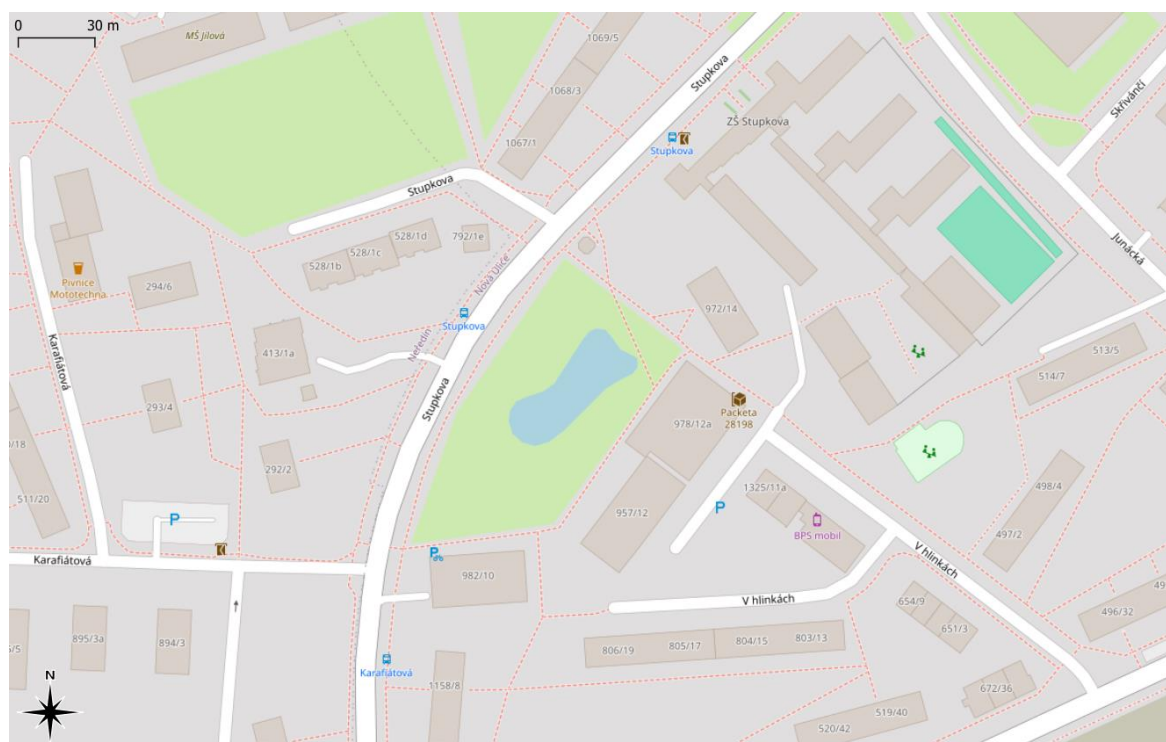 0 30 m
MŠ Jílová
1069/5
1068/3
1067/1
Stupkova
ZŠ Stupkova
Stupkova
Skřivánčí
Junácká
Stupkova
528/1b
528/1c
528/1d
792/1e
Nová Ulice
Neředín
Stupkova
Stupkova
Pivnice
Mototechna
294/6
413/1a
293/4
292/2
Karafiátová
511/20
972/14
978/12a
Packeta
28198
957/12
1325/11a
BPS mobil
P
513/5
514/7
498/4
497/2
V hlinkách
V hlinkách
P
Karafiátová
P
982/10
654/9
651/3
496/32
895/3a
894/3
Karafiátová
1158/8
806/19
805/17
804/15
803/13
672/36
519/40
520/42
N